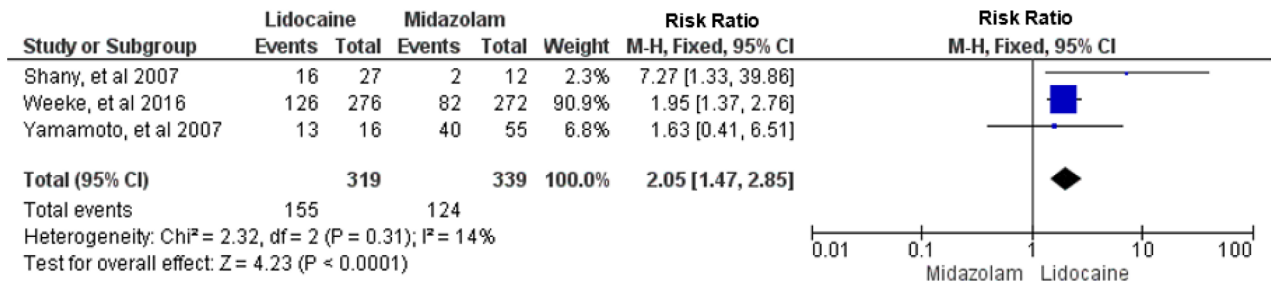 Lidocaine Midazolam Risk Ratio Risk Ratio
Study or Subgroup Events Total Events Total Weight M-H, Fixed, 95% CI M-H, Fixed, 95% CI
Shany, et al 2007 16 27 2 12 2.3% 7.27 [1.33, 39.86]
Weeke, et al 2016 126 276 82 272 90.9% 1.95 [1.37, 2.76]
Yamamoto, et al 2007 13 16 40 55 6.8% 1.63 [0.41, 6.51]
Total (95% CI) 319 339 100.0% 2.05 [1.47, 2.85]
Total events 155 124
Heterogeneity: Chi² = 2.32, df = 2 (P = 0.31); I² = 14%
Test for overall effect: Z = 4.23 (P < 0.0001)
0.01 0.1 1 10 100
Midazolam Lidocaine